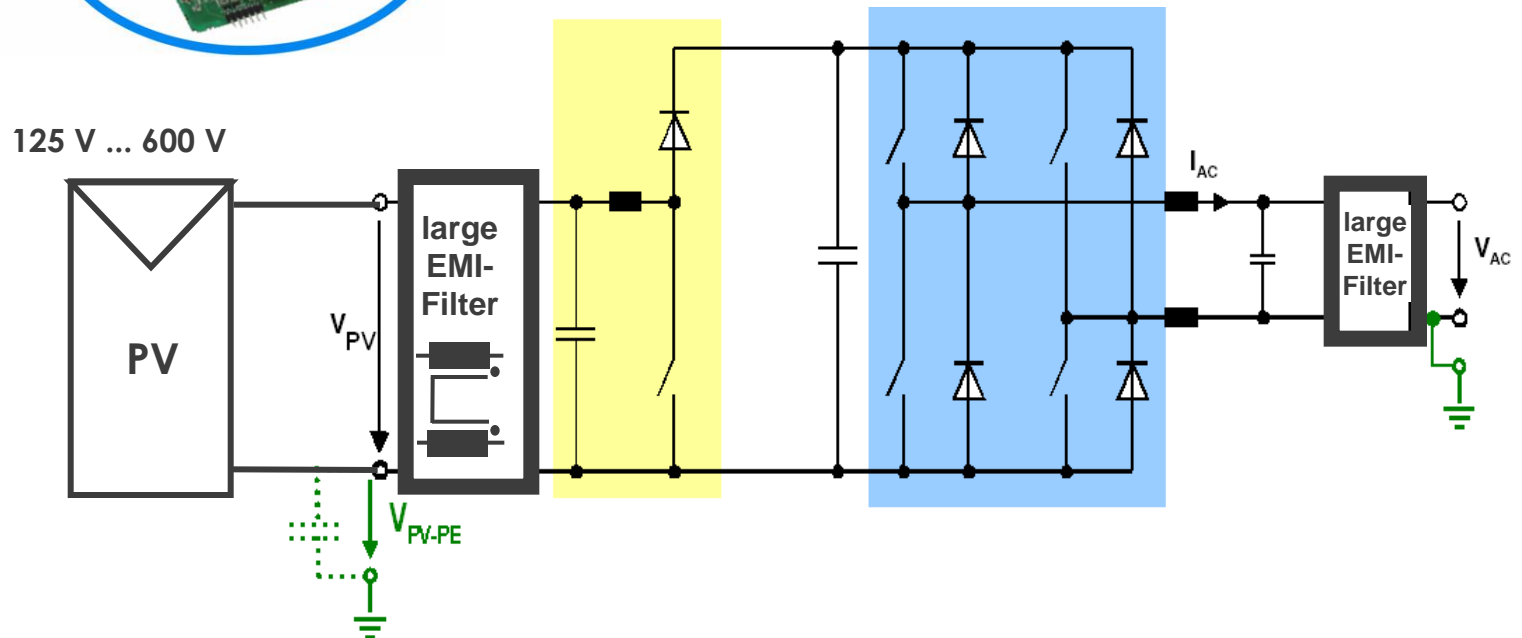 125 V ... 600 V
PV
V PV
large
EMI-
Filter
V PV-PE
I AC
large
EMI-
Filter
V AC